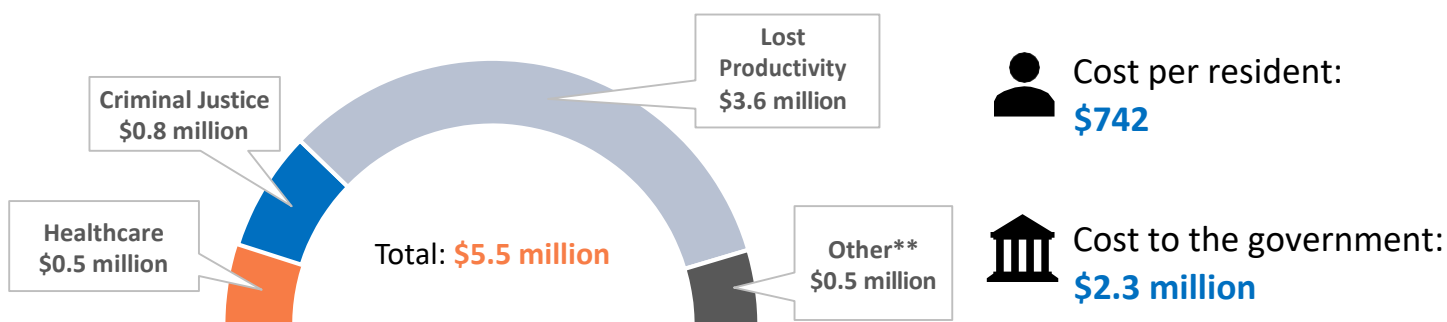 Lost
Productivity
$3.6 million
Criminal Justice
$0.8 million
Healthcare
$0.5 million
Total: $5.5 million
Other**
$0.5 million
Cost per resident:
$742
Cost to the government:
$2.3 million